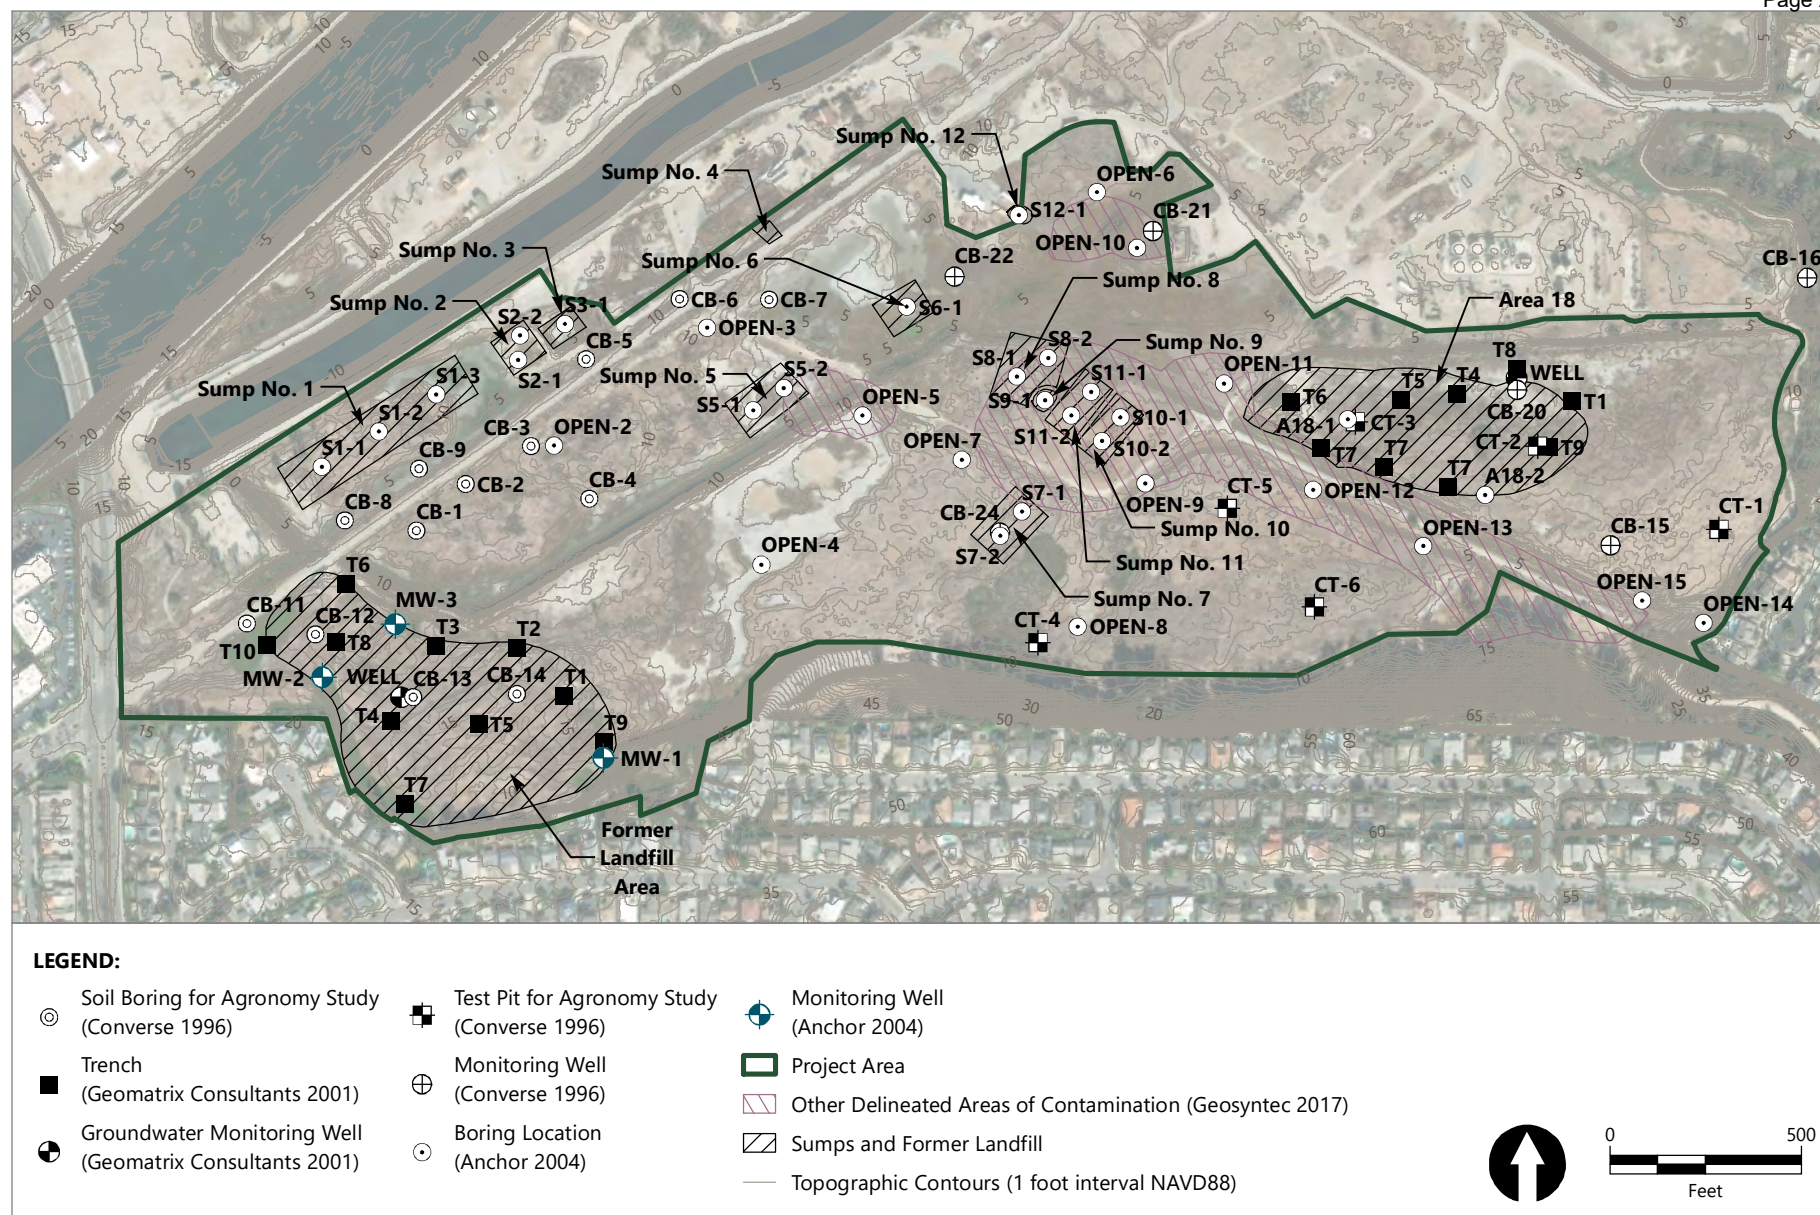 Page
Sump No. 12
OPEN-6
Sump No. 4
S12-1
CB-21
OPEN-10
Sump No. 3
Sump No. 6
CB-22
CB-16
Sump No. 8
Sump No. 2
S3-1
CB-6
CB-7
S6-1
Area 18
S2-2
OPEN-3
CB-5
S8-1
S8-2
Sump No. 9
T8
WELL
S2-1
Sump No. 1
S1-3
Sump No. 5
S5-2
S11-1
OPEN-11
T6
T5
T4
T1
S5-1
OPEN-5
S9-1
S10-1
CB-20
S1-2
A18-1
CT-3
CB-3
OPEN-2
OPEN-7
S11-2
S10-2
CT-2
T9
S1-1
CB-9
T7
T7
T7
A18-2
CB-2
CB-4
CB-8
CB-1
S7-1
CB-24
OPEN-9
CT-5
OPEN-12
CT-1
Sump No. 10
OPEN-13
CB-15
OPEN-4
S7-2
Sump No. 11
T6
CT-6
OPEN-15
MW-3
Sump No. 7
CB-11
CB-12
OPEN-14
CT-4
OPEN-8
T10
T8
T3
T2
MW-2
WELL
CB-13
CB-14
T1
T4
T5
T9
MW-1
T7
Former
Landfill
Area
LEGEND:
Soil Boring for Agronomy Study
(Converse 1996)
Trench
(Geomatrix Consultants 2001)
Groundwater Monitoring Well
(Geomatrix Consultants 2001)
Test Pit for Agronomy Study
(Converse 1996)
Monitoring Well
(Converse 1996)
Boring Location
(Anchor 2004)
Monitoring Well
(Anchor 2004)
Project Area
Other Delineated Areas of Contamination (Geosyntec 2017)
Sumps and Former Landfill
Topographic Contours (1 foot interval NAVD88)
0 500
Feet